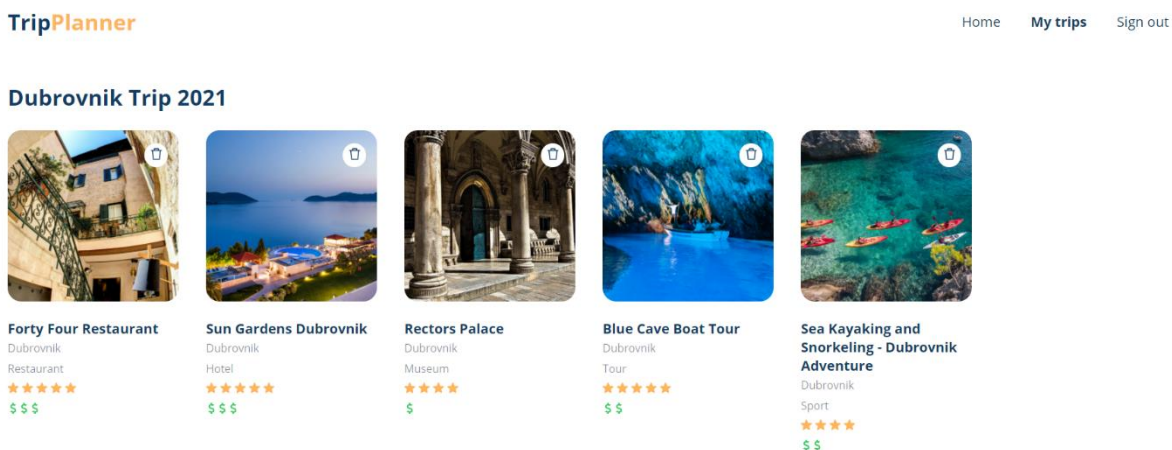 TripPlanner
Home My trips Sign out
Dubrovnik Trip 2021
Forty Four Restaurant
Dubrovnik
Restaurant
$ $ $
Sun Gardens Dubrovnik
Dubrovnik
Hotel
$ $ $
Rectors Palace
Dubrovnik
Museum
$
Blue Cave Boat Tour
Dubrovnik
Tour
$ $
Sea Kayaking and
Snorkeling - Dubrovnik
Adventure
Dubrovnik
Sport
$ $